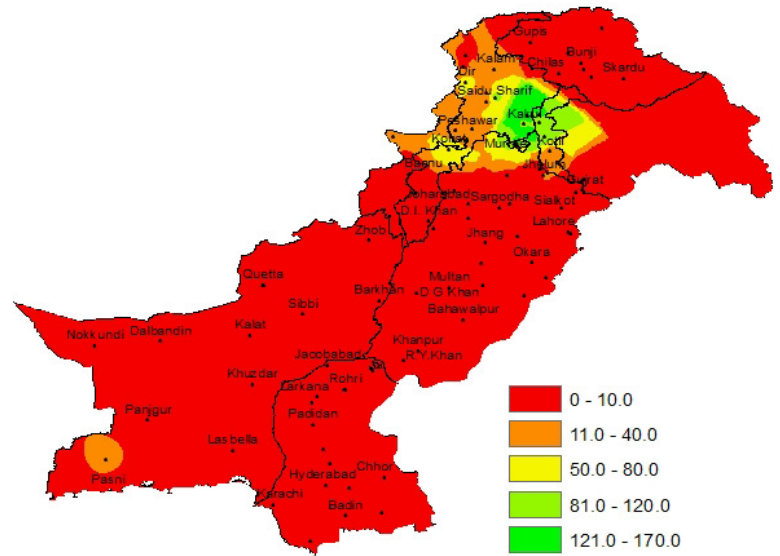 Gupis
Kalam
Bunji
Chilas
Skardu
Dir
Saidu Sharif
Kakul
Peshawar
Murree
Kotli
Bannu
Jhelum
Sargodha
Sialkot
D.I. Khan
Lahore
Zhob
Jhang
Okara
Quetta
Multan
Barkhan
D G Khan
Sibbi
Bahawalpur
Nokkundi
Dalbandin
Kalat
Khanpur
Jacobabad
R.Y.Khan
Khuzdar
Rohri
Panjgur
Padidan
Lasbella
Pasni
Hyderabad
Chhor
Karachi
Badin
0 - 10.0
11.0 - 40.0
50.0 - 80.0
81.0 - 120.0
121.0 - 170.0